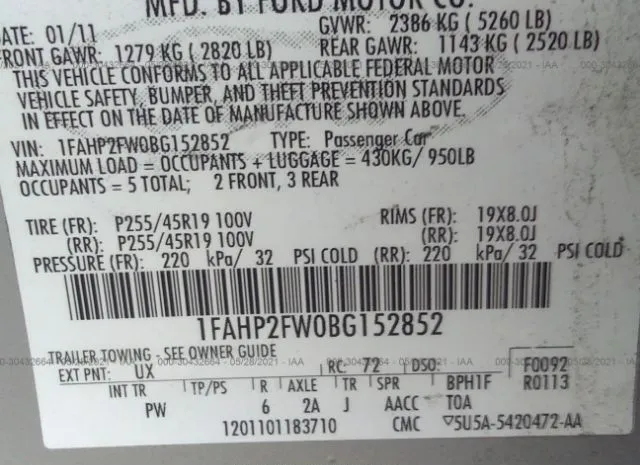 MFD. BY FORD MOTOR CO.
DATE: 01/11 GVWR: 2386 KG ( 5260 LB)
FRONT GAWR: 1279 KG ( 2820 LB) REAR GAWR: 1143 KG ( 2520 LB)
THIS VEHICLE CONFORMS TO ALL APPLICABLE FEDERAL MOTOR
VEHICLE SAFETY, BUMPER, AND THEFT PREVENTION STANDARDS
IN EFFECT ON THE DATE OF MANUFACTURE SHOWN ABOVE.
VIN: 1FAHP2FW0BG152852 TYPE: Passenger Car
MAXIMUM LOAD = OCCUPANTS + LUGGAGE = 430KG/ 950LB
OCCUPANTS = 5 TOTAL; 2 FRONT, 3 REAR
TIRE (FR): P255/45R19 100V RIMS (FR): 19X8.0J
(RR): P255/45R19 100V (RR): 19X8.0J
PRESSURE (FR): 220 kPa/ 32 PSI COLD (RR): 220 kPa/ 32 PSI COLD
1FAHP2FW0BG152852
TRAILER TOWING - SEE OWNER GUIDE
000-30432664 05/28/2021 - IAA
EXT PNT: UX RC: 72 DSO: F0092
INT TR TP/PS R AXLE TR SPR BPH1F R0113
PW 6 2A J AACC TOA
1201101183710 CMC ▽5U5A-5420472-AA